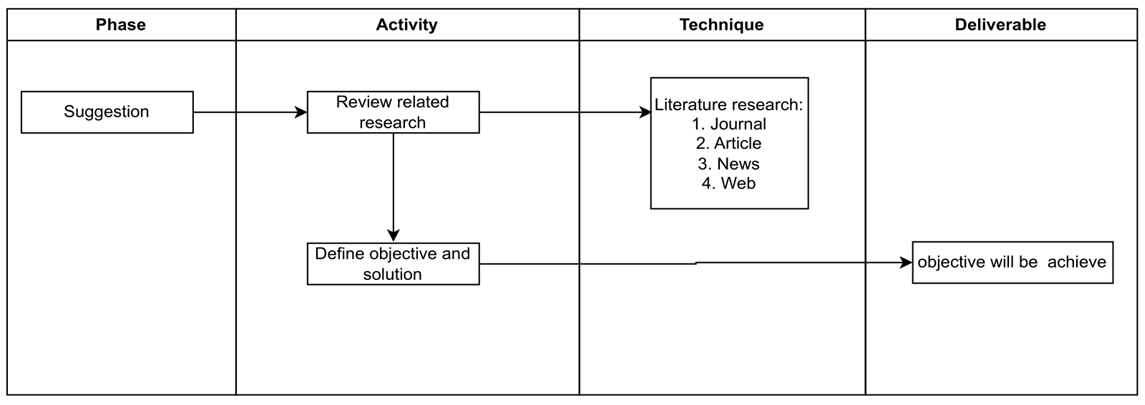 Phase
Activity
Technique
Deliverable
Suggestion
Review related
research
Literature research:
1. Journal
2. Article
3. News
4. Web
Define objective and
solution
objective will be  achieve